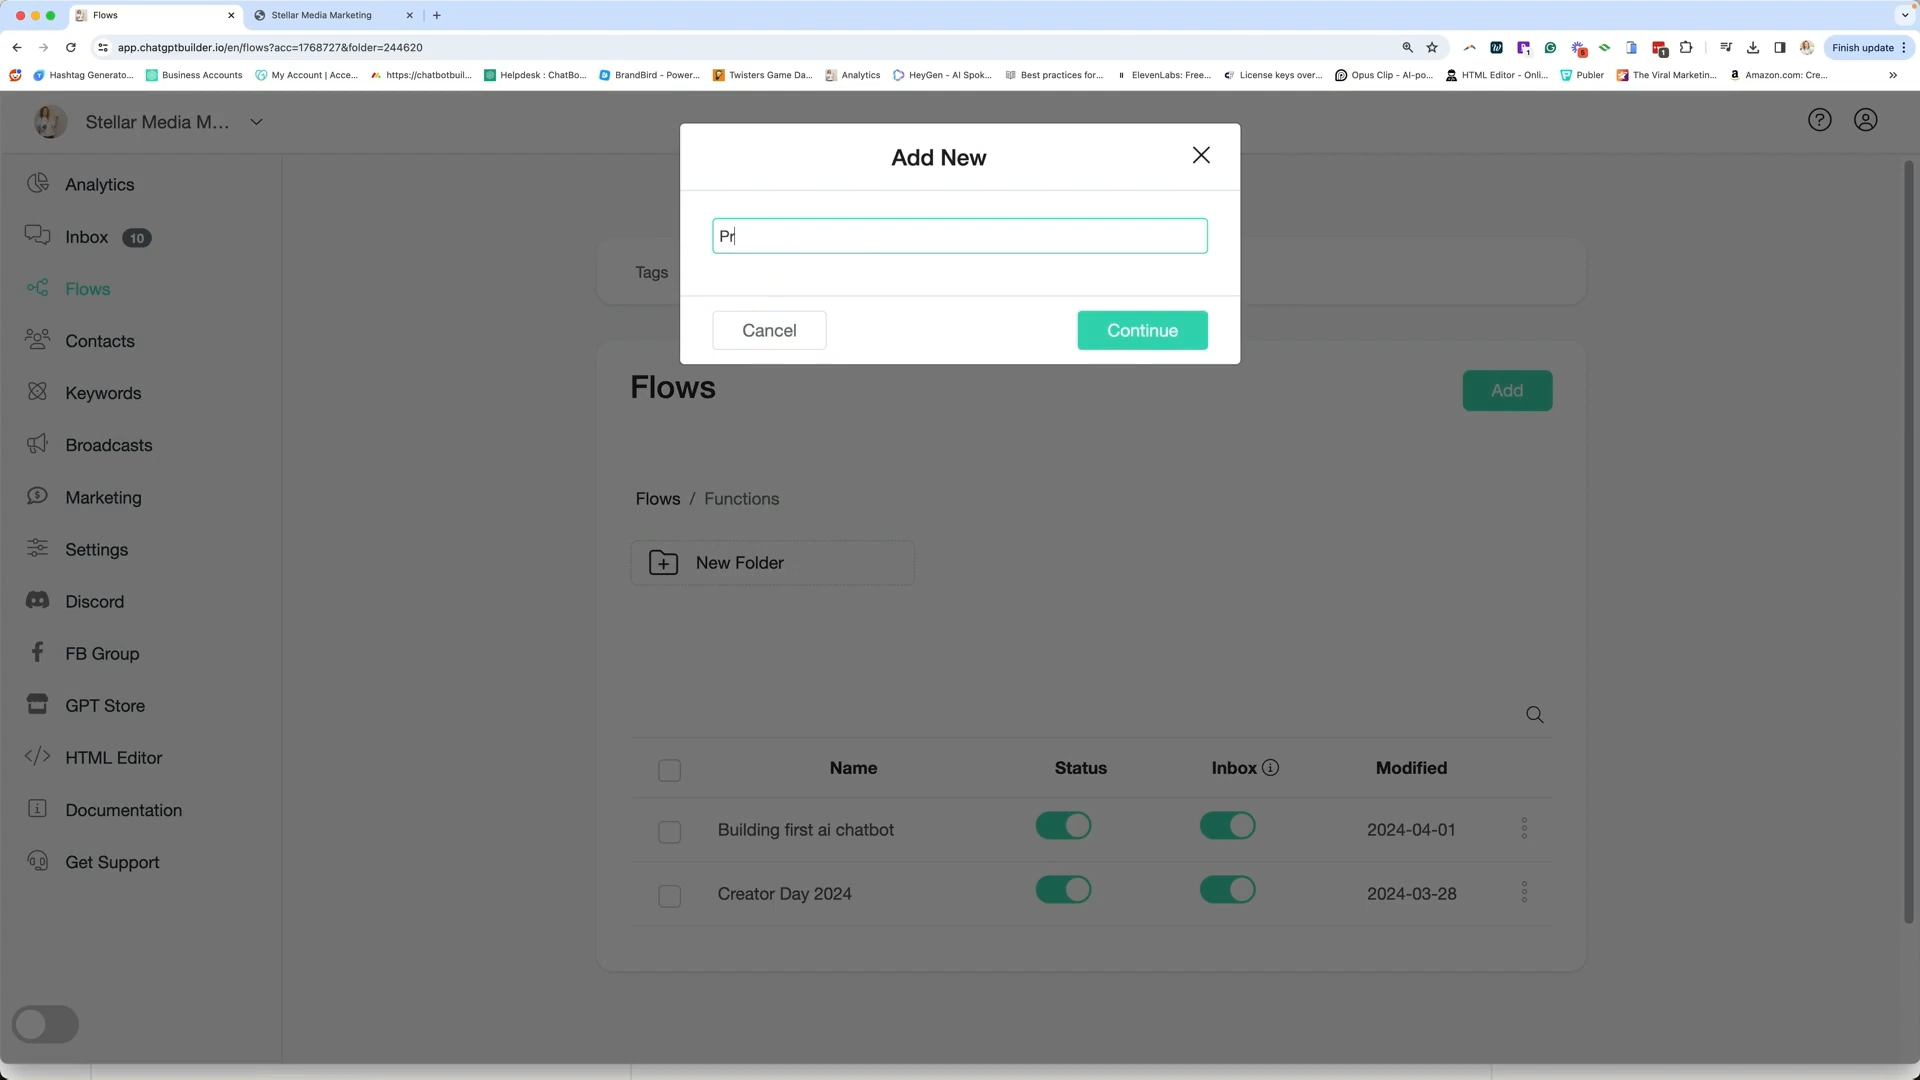 Flows
Stellar Media Marketing
app.chatgptbuilder.io/en/flows?acc=1768727&folder=244620
Finish update
Hashtag Generato...
Business Accounts
My Account | Acce...
https://chatbotbuil...
Helpdesk : ChatBo...
BrandBird - Power...
Twisters Game Da...
Analytics
HeyGen - AI Spok...
Best practices for...
ElevenLabs: Free...
License keys over...
Opus Clip - AI-po...
HTML Editor - Onli...
Publer
The Viral Marketin...
Amazon.com: Cre...
Stellar Media M...
Analytics
Inbox 10
Flows
Contacts
Keywords
Broadcasts
Marketing
Settings
Discord
FB Group
GPT Store
HTML Editor
Documentation
Get Support
Add New
Pr
Cancel
Continue
Tags
Flows
Add
Flows / Functions
New Folder
Name Status Inbox Modified
Building first ai chatbot 2024-04-01
Creator Day 2024 2024-03-28